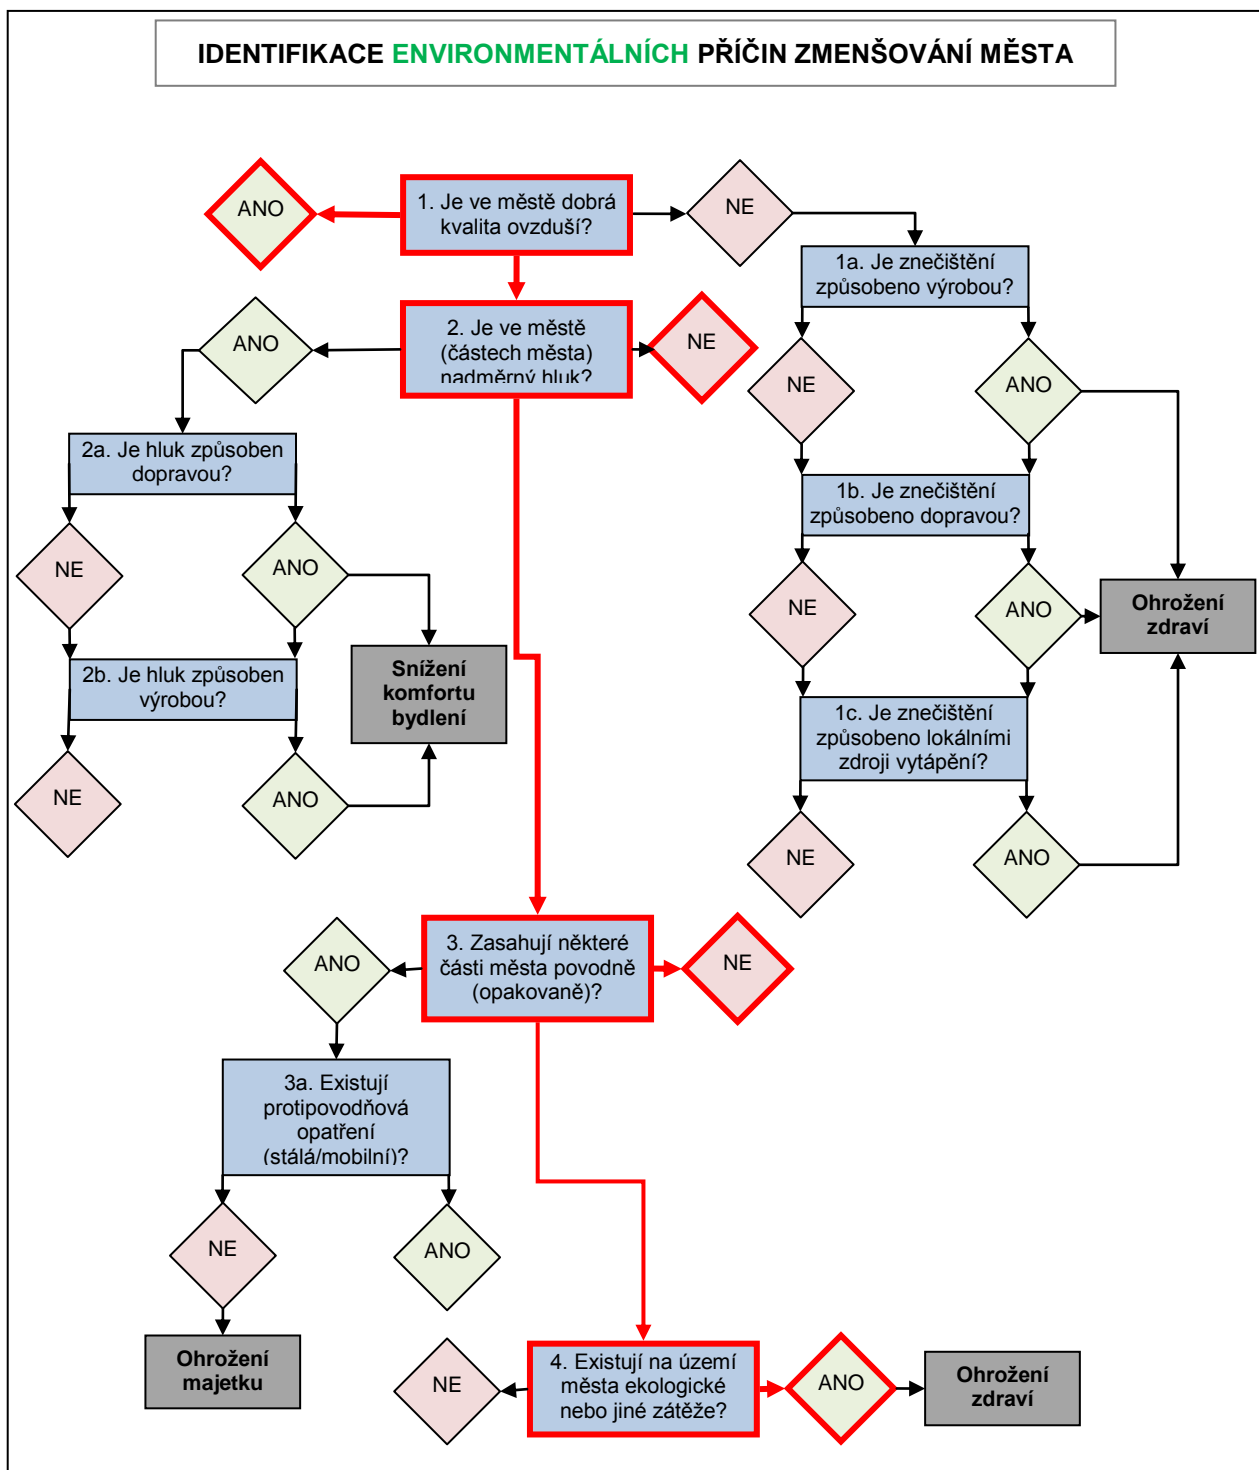 IDENTIFIKACE ENVIRONMENTÁLNÍCH PŘÍČIN ZMENŠOVÁNÍ MĚSTA
ANO
1. Je ve městě dobrá
kvalita ovzduší?
NE
1a. Je znečištění
způsobeno výrobou?
ANO
2. Je ve městě
(částech města)
nadměrný hluk?
NE
NE
ANO
2a. Je hluk způsoben
dopravou?
1b. Je znečištění
způsobeno dopravou?
NE
ANO
NE
ANO
Ohrožení
zdraví
2b. Je hluk způsoben
výrobou?
Snížení
komfortu
bydlení
1c. Je znečištění
způsobeno lokálními
zdroji vytápění?
NE
ANO
NE
ANO
ANO
3. Zasahují některé
části města povodně
(opakovaně)?
NE
3a. Existují
protipovodňová
opatření
(stálá/mobilní)?
NE
ANO
Ohrožení
majetku
NE
4. Existují na území
města ekologické
nebo jiné zátěže?
ANO
Ohrožení
zdraví